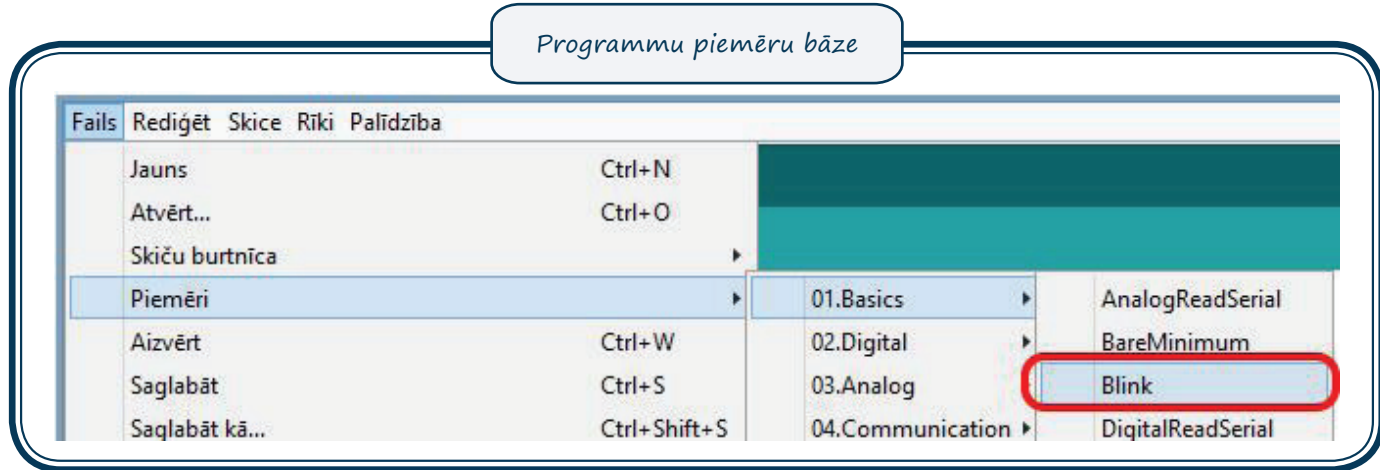 Programmu piemēru bāze
Fails Rediģēt Skice Rīki Palīdzība
Jauns Ctrl+N
Atvērt... Ctrl+O
Skiču burtnīca
Piemēri 01.Basics AnalogReadSerial
Aizvērt Ctrl+W 02.Digital BareMinimum
Saglabāt Ctrl+S 03.Analog Blink
Saglabāt kā... Ctrl+Shift+S 04.Communication DigitalReadSerial